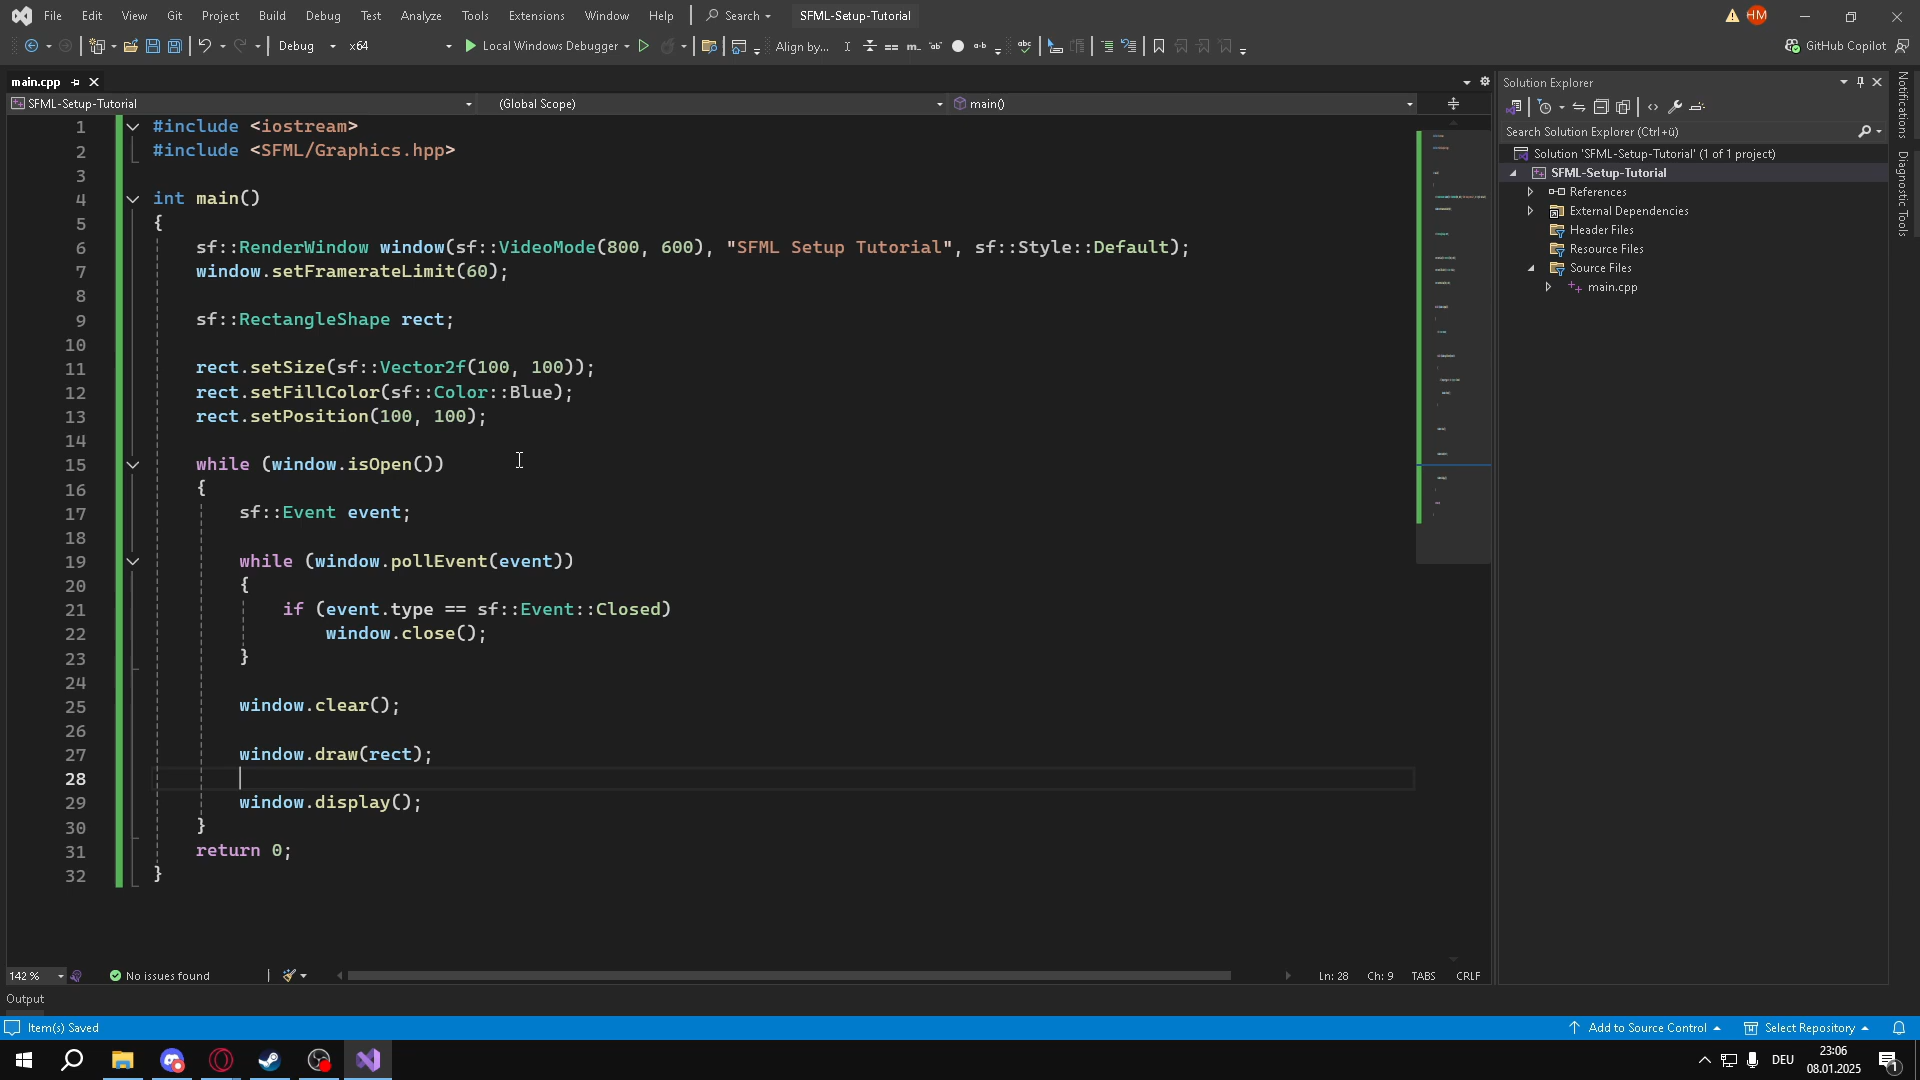 File Edit View Git Project Build Debug Test Analyze Tools Extensions Window Help Search SFML-Setup-Tutorial HM
Debug x64 Local Windows Debugger Align by... GitHub Copilot
main.cpp
SFML-Setup-Tutorial (Global Scope) main()
1 #include <iostream>
2 #include <SFML/Graphics.hpp>
3
4 int main()
5 {
6 sf::RenderWindow window(sf::VideoMode(800, 600), "SFML Setup Tutorial", sf::Style::Default);
7 window.setFramerateLimit(60);
8
9 sf::RectangleShape rect;
10
11 rect.setSize(sf::Vector2f(100, 100));
12 rect.setFillColor(sf::Color::Blue);
13 rect.setPosition(100, 100);
14
15 while (window.isOpen())
16 {
17 sf::Event event;
18
19 while (window.pollEvent(event))
20 {
21 if (event.type == sf::Event::Closed)
22 window.close();
23 }
24
25 window.clear();
26
27 window.draw(rect);
28
29 window.display();
30 }
31 return 0;
32 }
142 % No issues found Ln: 28 Ch: 9 TABS CRLF
Output
Item(s) Saved Add to Source Control Select Repository
Solution Explorer
Search Solution Explorer (Ctrl+ü)
Solution 'SFML-Setup-Tutorial' (1 of 1 project)
SFML-Setup-Tutorial
References
External Dependencies
Header Files
Resource Files
Source Files
main.cpp
Notifications
Diagnostic Tools
DEU
23:06
08.01.2025
1